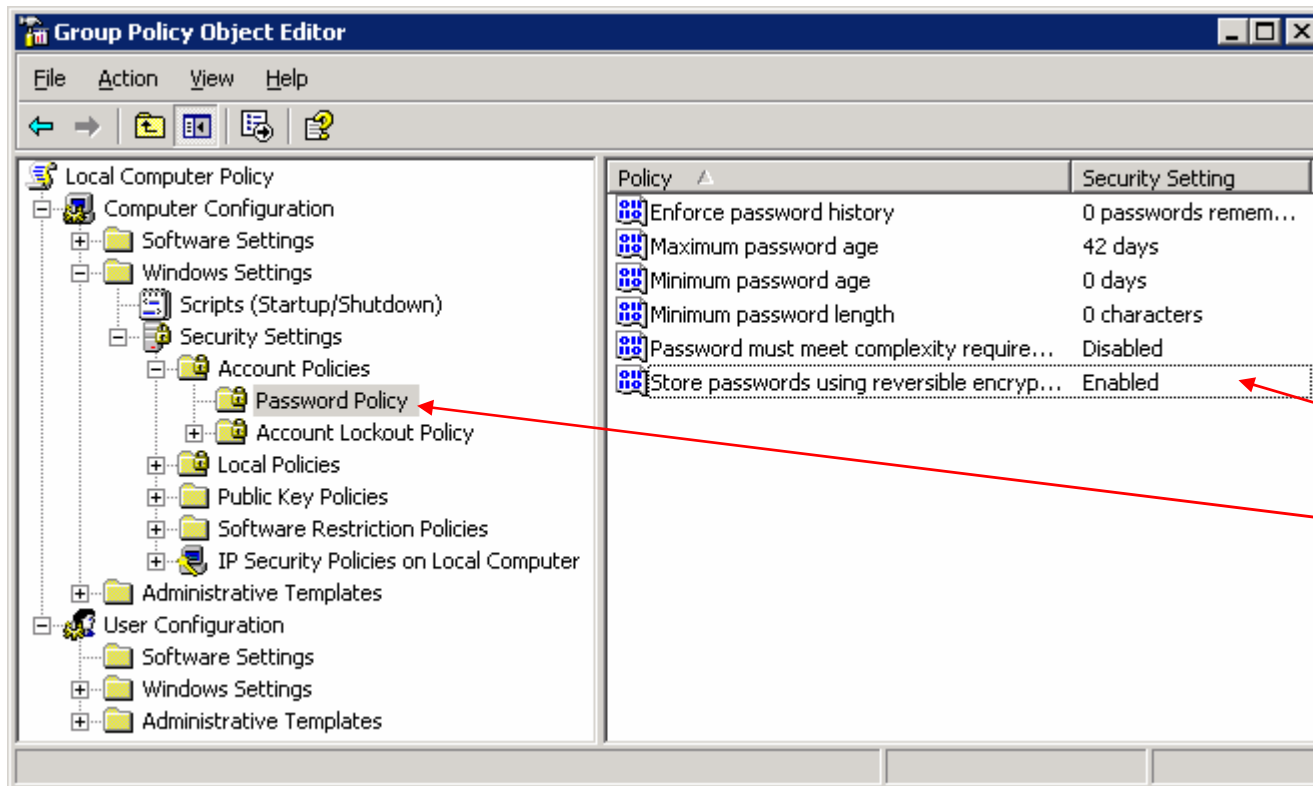 Group Policy Object Editor
File Action View Help
Local Computer Policy
Computer Configuration
Software Settings
Windows Settings
Scripts (Startup/Shutdown)
Security Settings
Account Policies
Password Policy
Account Lockout Policy
Local Policies
Public Key Policies
Software Restriction Policies
IP Security Policies on Local Computer
Administrative Templates
User Configuration
Software Settings
Windows Settings
Administrative Templates
Policy Security Setting
Enforce password history 0 passwords remem...
Maximum password age 42 days
Minimum password age 0 days
Minimum password length 0 characters
Password must meet complexity require... Disabled
Store passwords using reversible encryp... Enabled